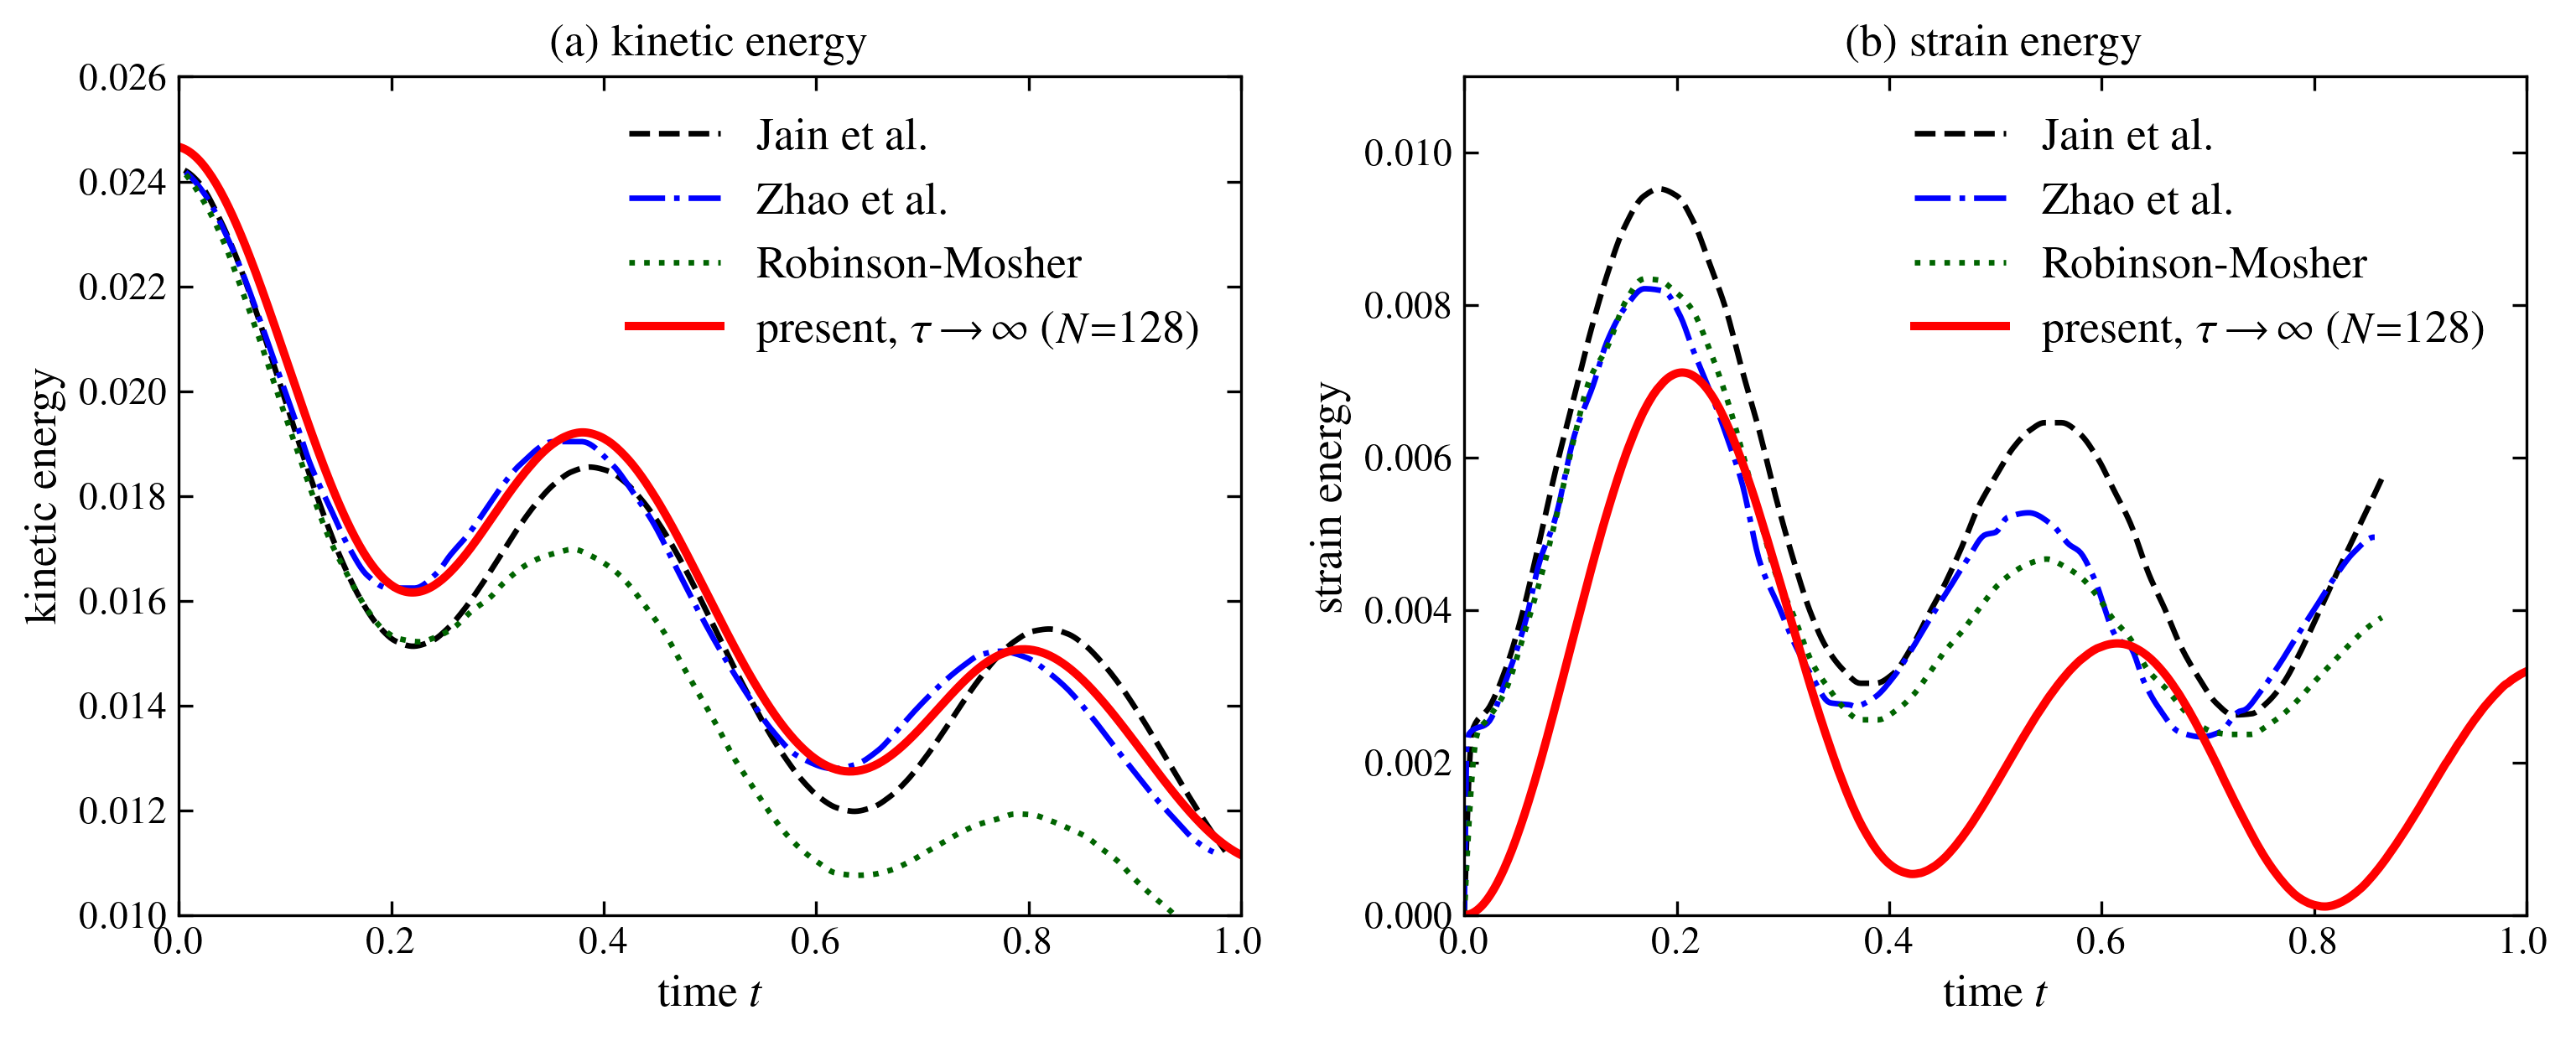 (a) kinetic energy
kinetic energy
0.026
0.024
0.022
0.020
0.018
0.016
0.014
0.012
0.010
Jain et al.
Zhao et al.
Robinson-Mosher
present, τ→∞ (N=128)
0.0 0.2 0.4 0.6 0.8 1.0
time t
(b) strain energy
strain energy
0.010
0.008
0.006
0.004
0.002
0.000
Jain et al.
Zhao et al.
Robinson-Mosher
present, τ→∞ (N=128)
0.0 0.2 0.4 0.6 0.8 1.0
time t